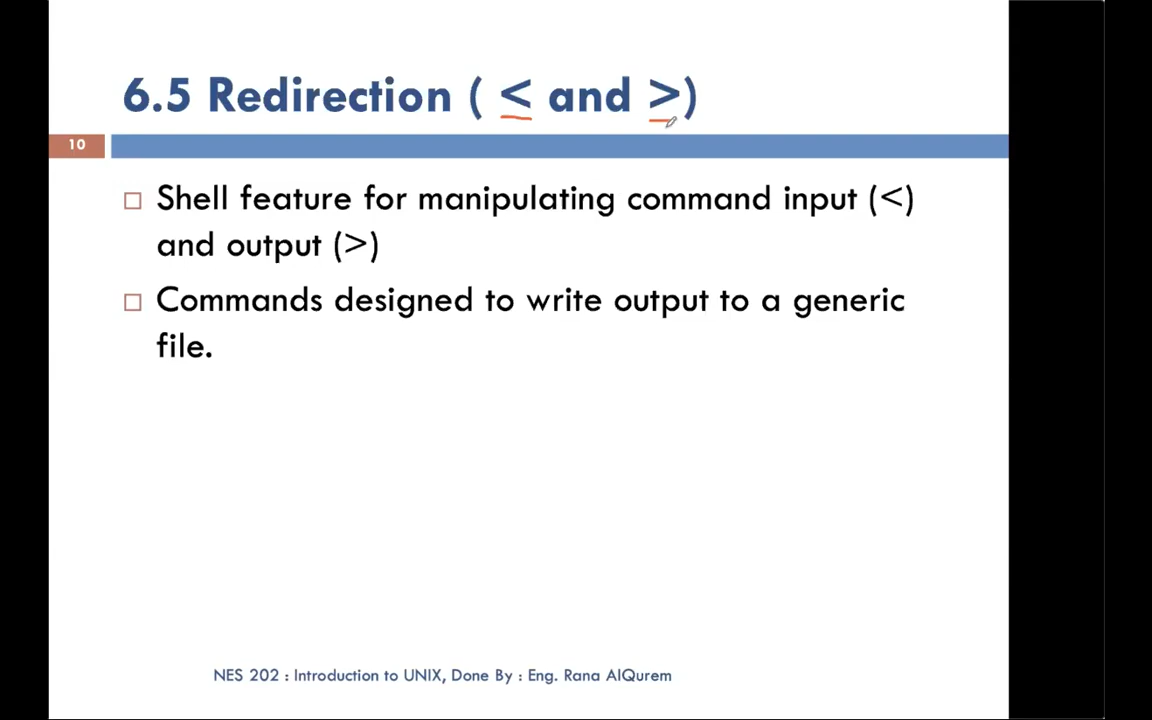 6.5 Redirection ( < and >)
10
Shell feature for manipulating command input (<)
and output (>)
Commands designed to write output to a generic
file.
NES 202 : Introduction to UNIX, Done By : Eng. Rana AlQurem